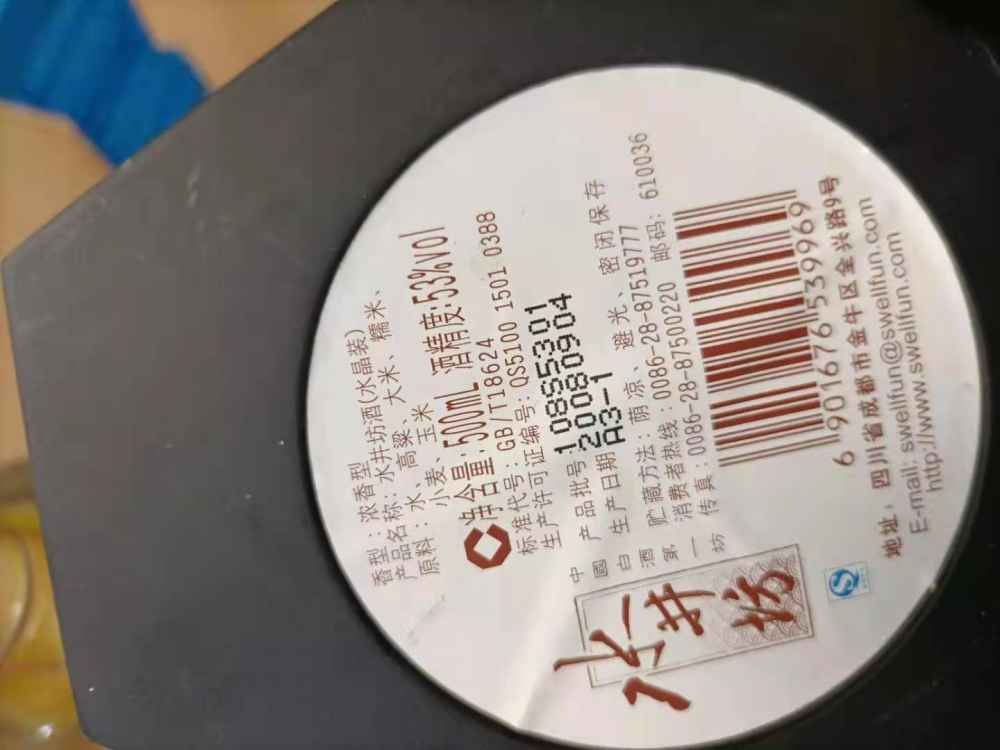 香型：浓香型
产品名称：水井坊酒(水晶装)
原料：水、高粱、大米、糯米、
小麦、玉米
净含量:500mL 酒精度:53%vol
标准代号：GB/T18624
生产许可证编号：QS5100 1501 0388
产品批号 108S5301
生产日期 20080904
A3-1
贮藏方法：荫凉、避光、密闭保存
消费者热线：0086-28-87519777
传真：0086-28-87500220 邮码：610036
6901676539969
中國白酒第一坊
水井坊
地址：四川省成都市金牛区金兴路9号
E-mail: swellfun@swellfun.com
http://www.swellfun.com